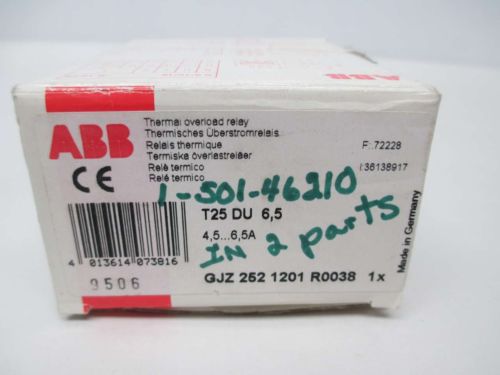 ABB
Thermal overload relay
Thermisches Überstromrelais
Relais thermique
Termiska överlastreläer
Relé termico
Relè termico
F: 72228
I:36138917
CE
1-501-46210
T25 DU 6,5
4,5...6,5A
IN 2 parts
Made in Germany
4 013614 073816
9506
GJZ 252 1201 R0038 1x